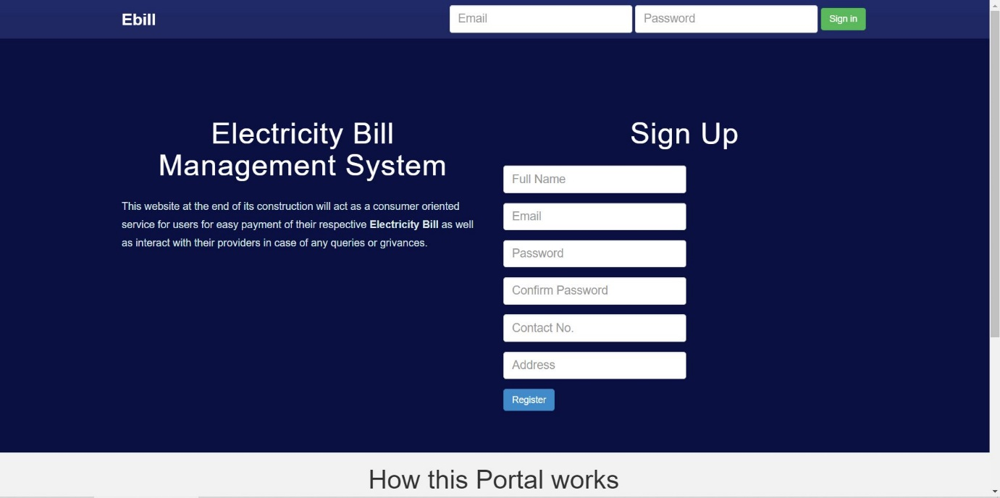 Ebill
Email
Password
Sign in
Electricity Bill
Management System
This website at the end of its construction will act as a consumer oriented
service for users for easy payment of their respective Electricity Bill as well
as interact with their providers in case of any queries or grivances.
Sign Up
Full Name
Email
Password
Confirm Password
Contact No.
Address
Register
How this Portal works